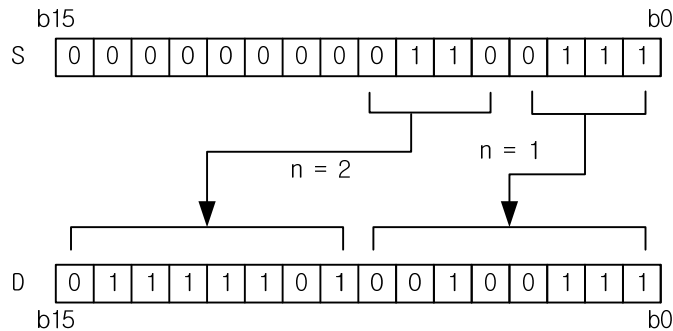 b15 b0
S 0 0 0 0 0 0 0 0 0 1 1 0 0 1 1 1
n = 2 n = 1
D 0 1 1 1 1 1 0 1 0 0 1 0 0 1 1 1
b15 b0